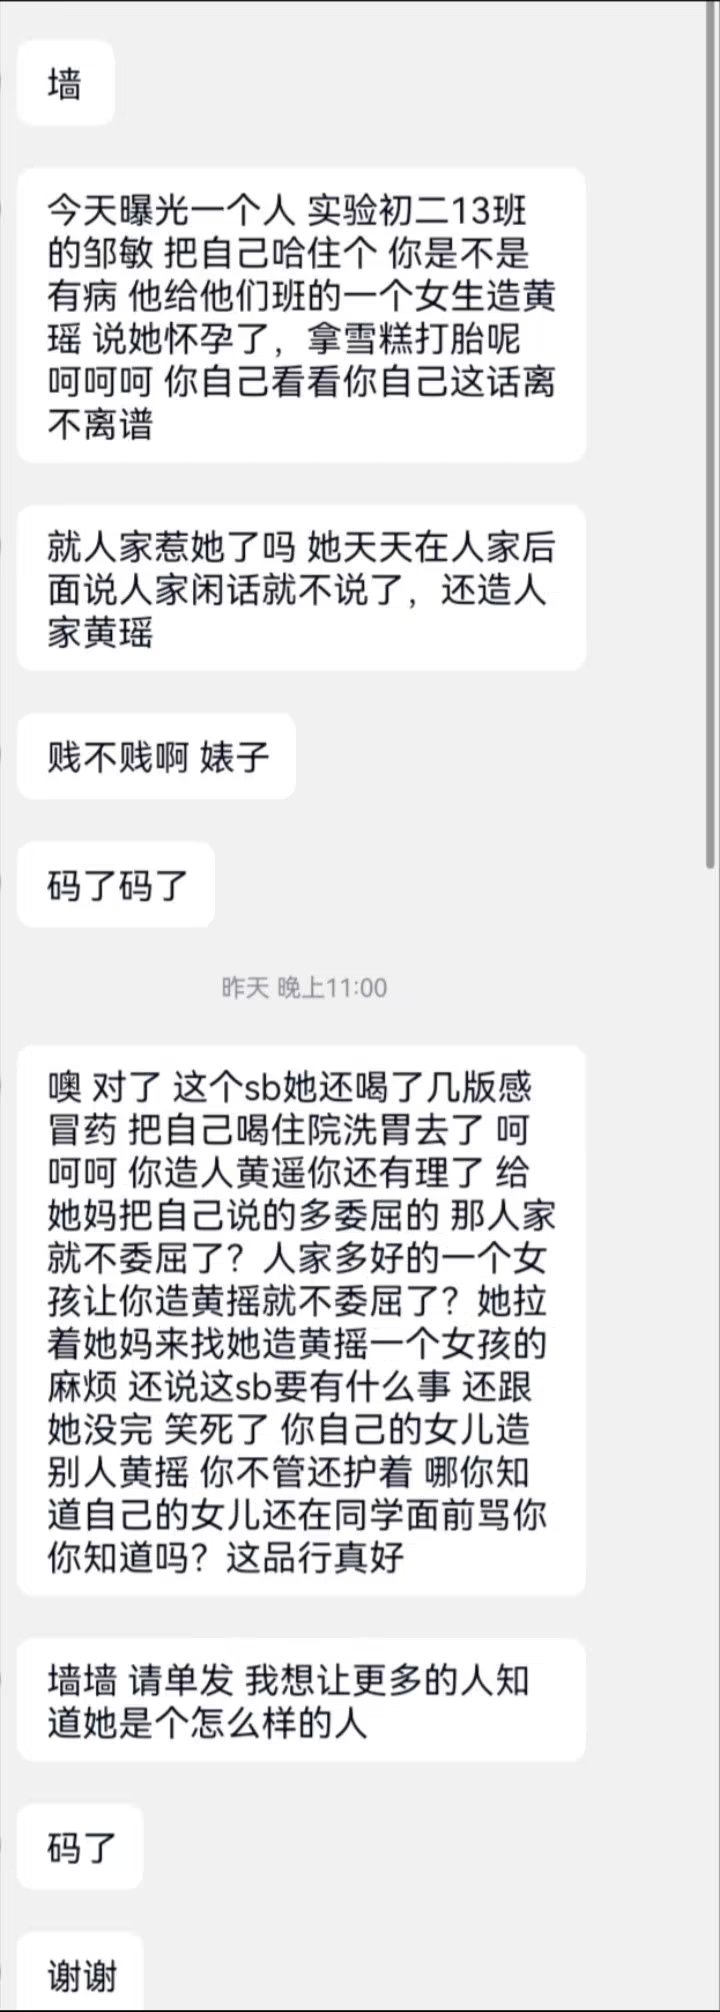 墙
今天曝光一个人 实验初二13班
的邹敏 把自己哈住个 你是不是
有病 他给他们班的一个女生造黄
瑶 说她怀孕了，拿雪糕打胎呢
呵呵呵 你自己看看你自己这话离
不离谱
就人家惹她了吗 她天天在人家后
面说人家闲话就不说了，还造人
家黄瑶
贱不贱啊 婊子
码了码了
昨天 晚上11:00
噢 对了 这个sb她还喝了几版感
冒药 把自己喝住院洗胃去了 呵
呵呵 你造人黄遥你还有理了 给
她妈把自己说的多委屈的 那人家
就不委屈了？人家多好的一个女
孩让你造黄摇就不委屈了？她拉
着她妈来找她造黄摇一个女孩的
麻烦 还说这sb要有什么事 还跟
她没完 笑死了 你自己的女儿造
别人黄摇 你不管还护着 哪你知
道自己的女儿还在同学面前骂你
你知道吗？这品行真好
墙墙 请单发 我想让更多的人知
道她是个怎么样的人
码了
谢谢